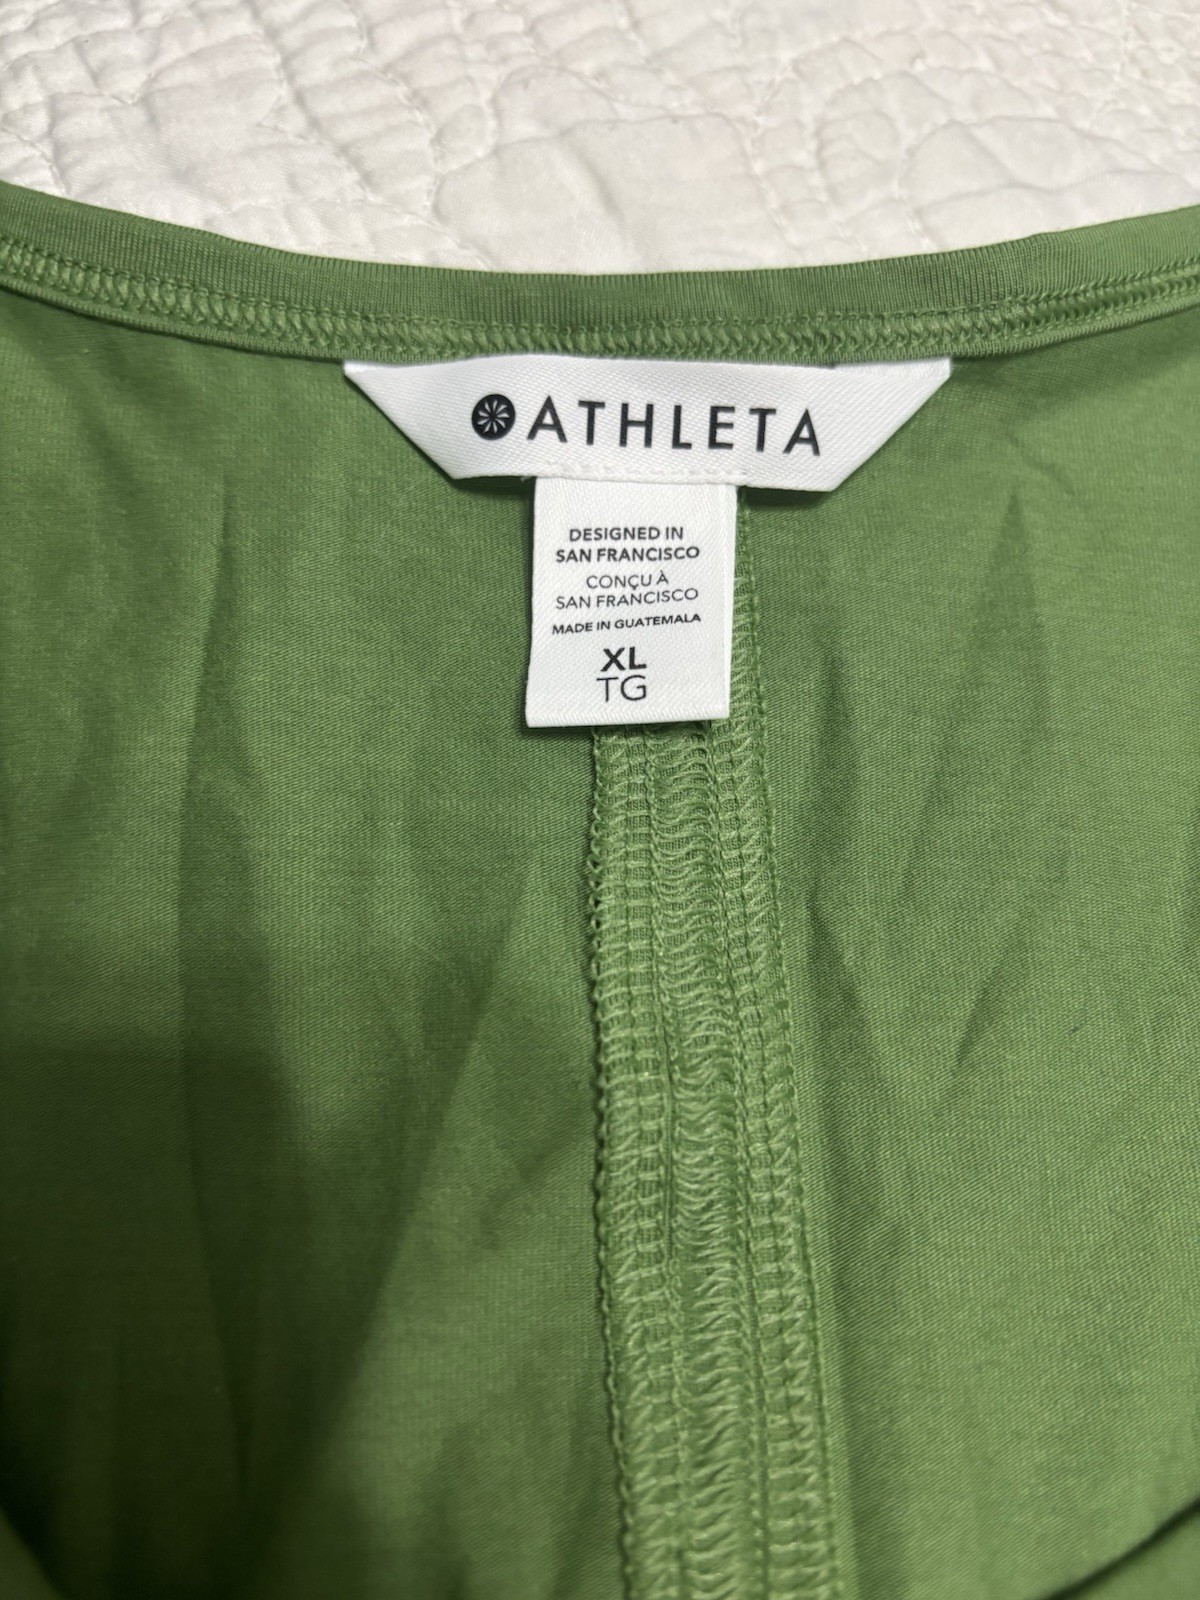 ATHLETA
DESIGNED IN
SAN FRANCISCO
CONÇU À
SAN FRANCISCO
MADE IN GUATEMALA
XL
TG